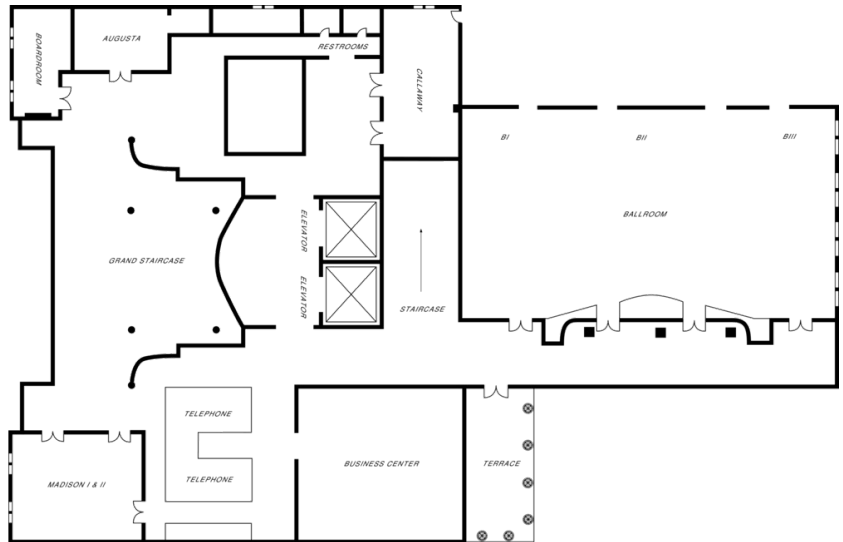 BOARDROOM
AUGUSTA
RESTROOMS
CALLAWAY
BI
BII
BIII
BALLROOM
ELEVATOR
ELEVATOR
GRAND STAIRCASE
STAIRCASE
TELEPHONE
TELEPHONE
BUSINESS CENTER
TERRACE
MADISON I & II